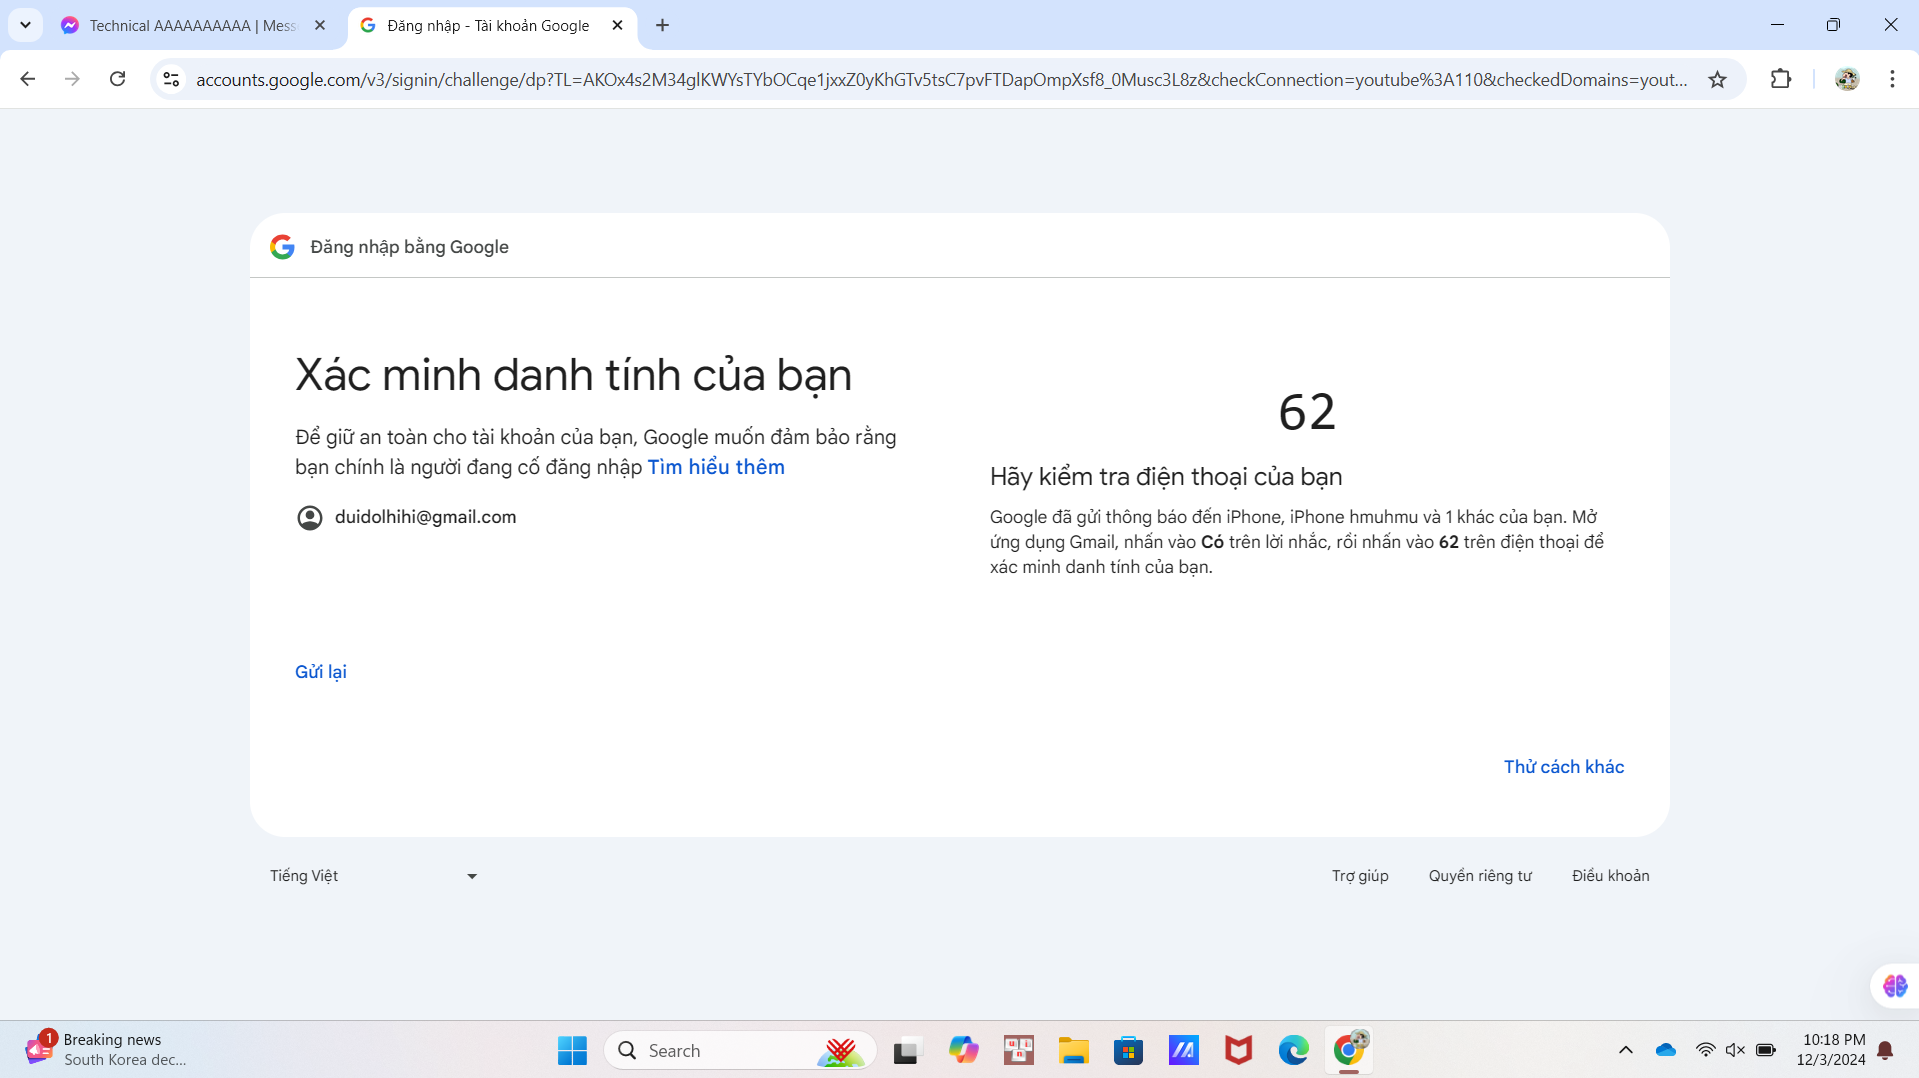 Technical AAAAAAAAAA | Mess
Đăng nhập - Tài khoản Google
accounts.google.com/v3/signin/challenge/dp?TL=AKOx4s2M34glKWYsTYbOCqe1jxxZ0yKhGTv5tsC7pvFTDapOmpXsf8_0Musc3L8z&checkConnection=youtube%3A110&checkedDomains=yout...
Đăng nhập bằng Google
Xác minh danh tính của bạn
Để giữ an toàn cho tài khoản của bạn, Google muốn đảm bảo rằng
bạn chính là người đang cố đăng nhập Tìm hiểu thêm
duidolhihi@gmail.com
Gửi lại
62
Hãy kiểm tra điện thoại của bạn
Google đã gửi thông báo đến iPhone, iPhone hmuhmu và 1 khác của bạn. Mở
ứng dụng Gmail, nhấn vào Có trên lời nhắc, rồi nhấn vào 62 trên điện thoại để
xác minh danh tính của bạn.
Thử cách khác
Tiếng Việt
Trợ giúp
Quyền riêng tư
Điều khoản
1
Breaking news
South Korea dec...
Search
10:18 PM
12/3/2024